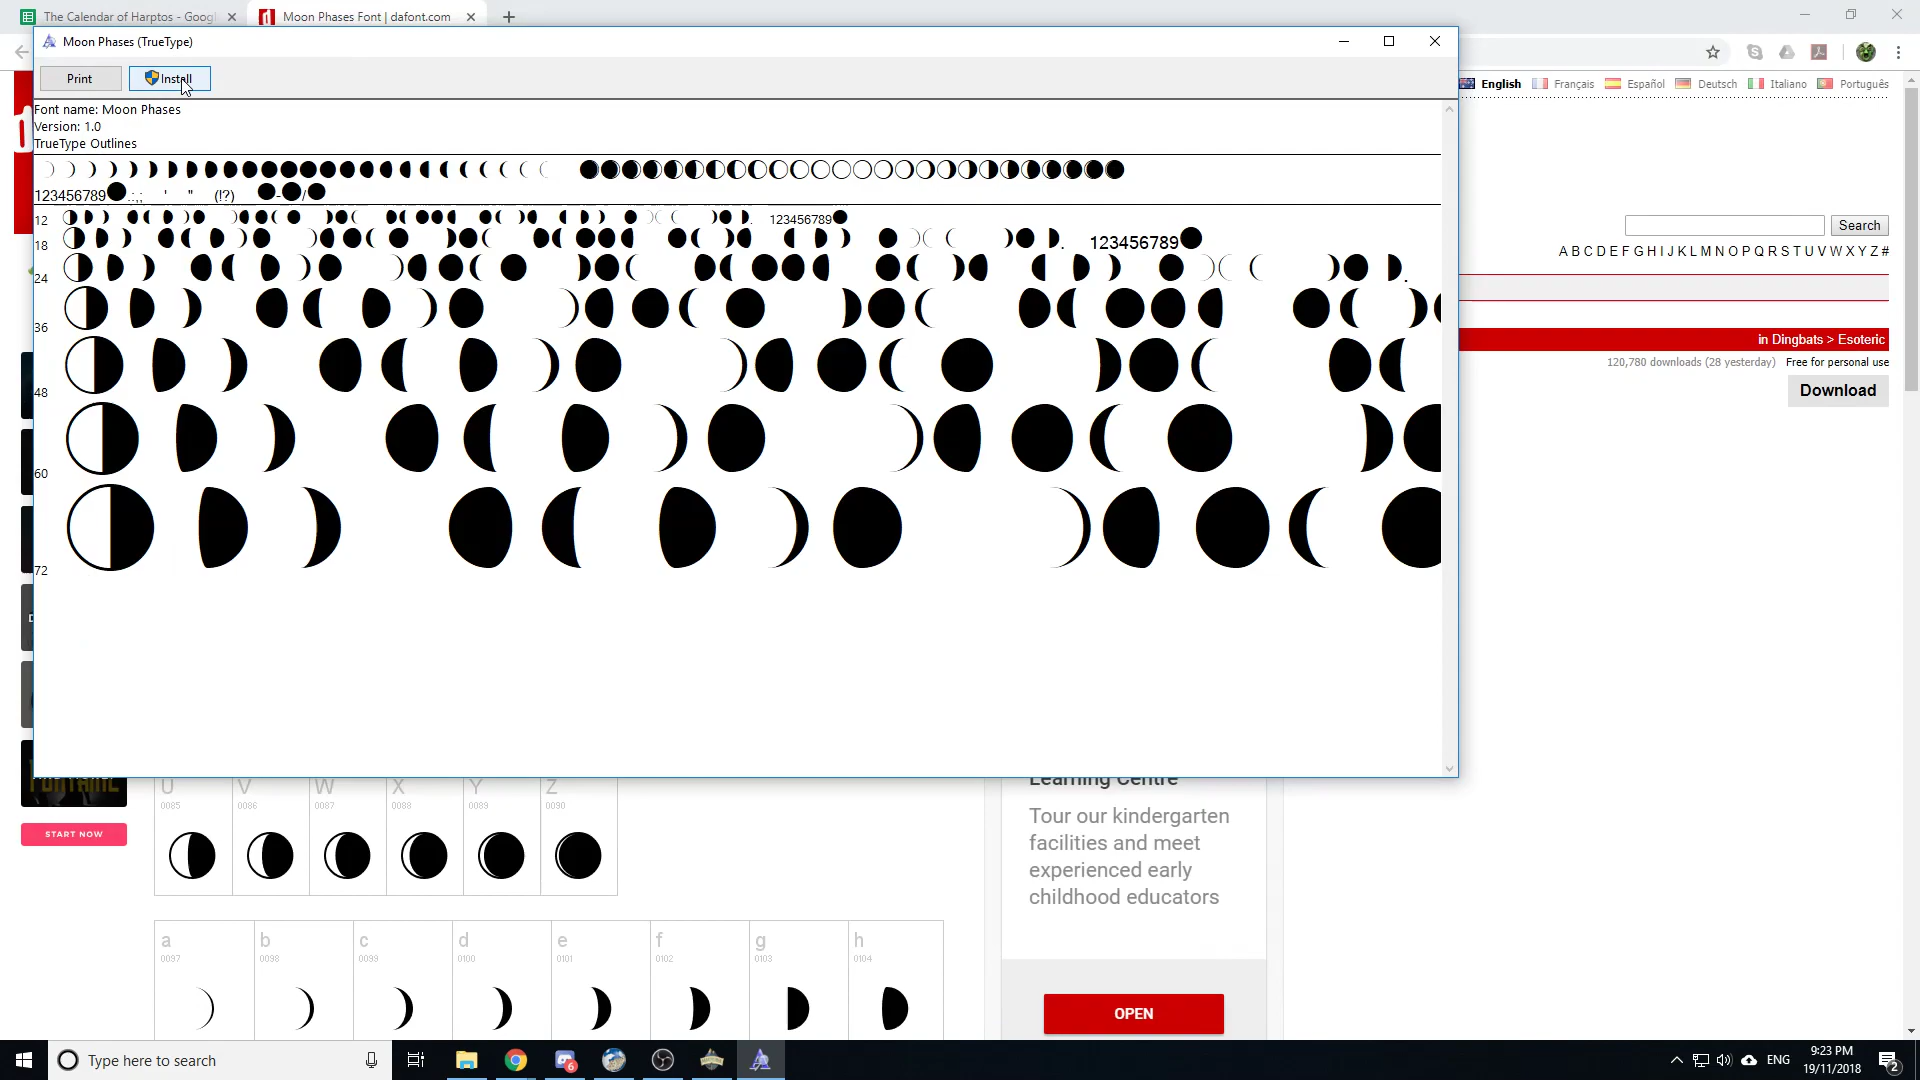 The Calendar of Harptos - Goog
Moon Phases Font | dafont.com
Moon Phases (TrueType)
Print
Install
English
Français
Español
Deutsch
Italiano
Português
Font name: Moon Phases
Version: 1.0
TrueType Outlines
123456789 .:,; ' " (!?) - /
12
123456789
18
. 123456789
24
.
36
48
60
72
Search
A B C D E F G H I J K L M N O P Q R S T U V W X Y Z #
in Dingbats > Esoteric
120,780 downloads (28 yesterday)
Free for personal use
Download
START NOW
U V W X Y Z
0085 0086 0087 0088 0089 0090
a b c d e f g h
0097 0098 0099 0100 0101 0102 0103 0104
Learning Centre
Tour our kindergarten
facilities and meet
experienced early
childhood educators
OPEN
Type here to search
6
ENG
9:23 PM
19/11/2018
2